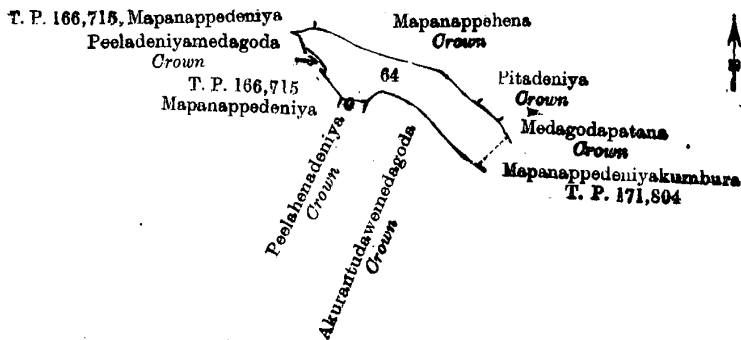 T. P. 166,715, Mapanappedeniya
Mapanappehena
Crown
Peeladeniyamedagoda
Crown
64
T. P. 166,715
Mapanappedeniya
Pitadeniya
Crown
Medagodapatana
Crown
Mapanappedeniyakumbura
T. P. 171,804
Peelahenadeniya
Crown
Akurantudawemedagoda
Crown